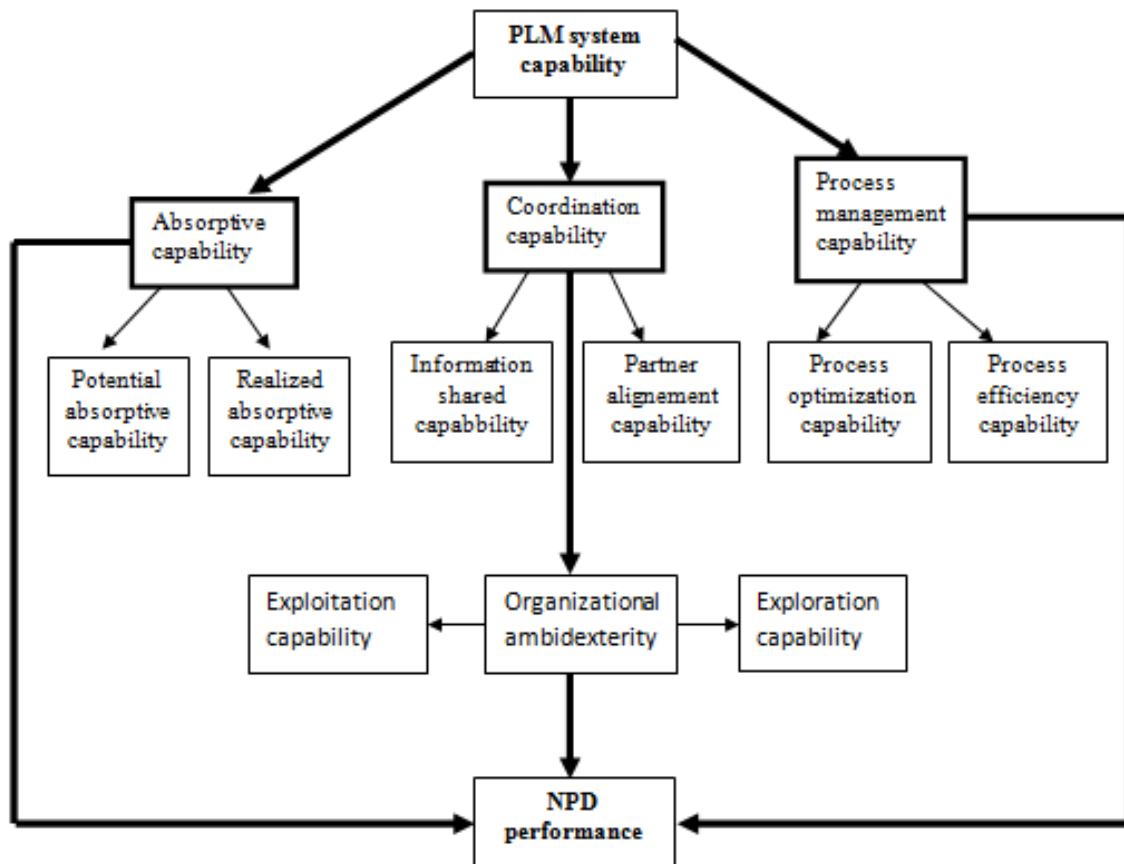 PLM system
capability
Absorptive
capability
Coordination
capability
Process
management
capability
Potential
absorptive
capability
Realized
absorptive
capability
Information
shared
capabbility
Partner
alignement
capability
Process
optimization
capability
Process
efficiency
capability
Exploitation
capability
Organizational
ambidexterity
Exploration
capability
NPD
performance